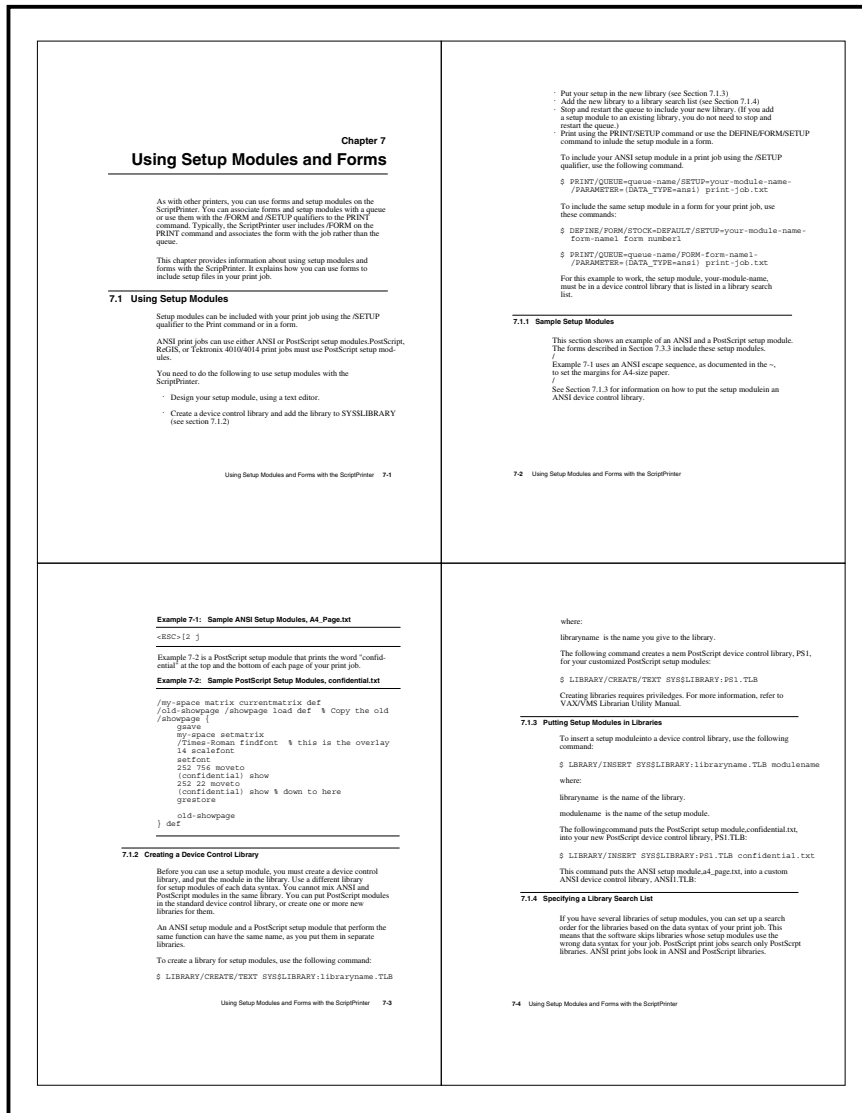 Chapter 7
Using Setup Modules and Forms
As with other printers, you can use forms and setup modules on the
ScriptPrinter. You can associate forms and setup modules with a queue
or use them with the /FORM and /SETUP qualifiers to the PRINT
command. Typically, the ScriptPrinter user includes /FORM on the
PRINT command and associates the form with the job rather than the
queue.
This chapter provides information about using setup modules and
forms with the ScripPrinter. It explains how you can use forms to
include setup files in your print job.
7.1 Using Setup Modules
Setup modules can be included with your print job using the /SETUP
qualifier to the Print command or in a form.
ANSI print jobs can use either ANSI or PostScript setup modules.PostScript,
ReGIS, or Tektronix 4010/4014 print jobs must use PostScript setup mod-
ules.
You need to do the following to use setup modules with the
ScriptPrinter.
· Design your setup module, using a text editor.
· Create a device control library and add the library to SYS$LIBRARY
(see section 7.1.2)
Using Setup Modules and Forms with the ScriptPrinter 7-1
· Put your setup in the new library (see Section 7.1.3)
· Add the new library to a library search list (see Section 7.1.4)
· Stop and restart the queue to include your new library. (If you add
a setup module to an existing library, you do not need to stop and
restart the queue.)
· Print using the PRINT/SETUP command or use the DEFINE/FORM/SETUP
command to inlude the setup module in a form.
To include your ANSI setup module in a print job using the /SETUP
qualifier, use the following command.
$ PRINT/QUEUE=queue-name/SETUP=your-module-name-
/PARAMETER=(DATA_TYPE=ansi) print-job.txt
To include the same setup module in a form for your print job, use
these commands:
$ DEFINE/FORM/STOCK=DEFAULT/SETUP=your-module-name-
form-name1 form number1
$ PRINT/QUEUE=queue-name/FORM-form-name1-
/PARAMETER=(DATA_TYPE=ansi) print-job.txt
For this example to work, the setup module, your-module-name,
must be in a device control library that is listed in a library search
list.
7.1.1 Sample Setup Modules
This section shows an example of an ANSI and a PostScript setup module.
The forms described in Section 7.3.3 include these setup modules.
/
Example 7-1 uses an ANSI escape sequence, as documented in the ~,
to set the margins for A4-size paper.
/
See Section 7.1.3 for information on how to put the setup modulein an
ANSI device control library.
7-2 Using Setup Modules and Forms with the ScriptPrinter
Example 7-1: Sample ANSI Setup Modules, A4_Page.txt
<ESC>[2 j
Example 7-2 is a PostScript setup module that prints the word "confid-
ential" at the top and the bottom of each page of your print job.
Example 7-2: Sample PostScript Setup Modules, confidential.txt
/my-space matrix currentmatrix def
/old-showpage /showpage load def % Copy the old
/showpage {
gsave
my-space setmatrix
/Times-Roman findfont % this is the overlay
14 scalefont
setfont
252 756 moveto
(confidential) show
252 22 moveto
(confidential) show % down to here
grestore
old-showpage
} def
7.1.2 Creating a Device Control Library
Before you can use a setup module, you must create a device control
library, and put the module in the library. Use a different library
for setup modules of each data syntax. You cannot mix ANSI and
PostScript modules in the same library. You can put PostScript modules
in the standard device control library, or create one or more new
libraries for them.
An ANSI setup module and a PostScript setup module that perform the
same function can have the same name, as you put them in separate
libraries.
To create a library for setup modules, use the following command:
$ LIBRARY/CREATE/TEXT SYS$LIBRARY:libraryname.TLB
Using Setup Modules and Forms with the ScriptPrinter 7-3
where:
libraryname is the name you give to the library.
The following command creates a nem PostScript device control library, PS1,
for your customized PostScript setup modules:
$ LIBRARY/CREATE/TEXT SYS$LIBRARY:PS1.TLB
Creating libraries requires priviledges. For more information, refer to
VAX/VMS Librarian Utility Manual.
7.1.3 Putting Setup Modules in Libraries
To insert a setup moduleinto a device control library, use the following
command:
$ LBRARY/INSERT SYS$LIBRARY:libraryname.TLB modulename
where:
libraryname is the name of the library.
modulename is the name of the setup module.
The followingcommand puts the PostScript setup module,confidential.txt,
into your new PostScript device control library, PS1.TLB:
$ LIBRARY/INSERT SYS$LIBRARY:PS1.TLB confidential.txt
This command puts the ANSI setup module,a4_page.txt, into a custom
ANSI device control library, ANSI1.TLB:
7.1.4 Specifying a Library Search List
If you have several libraries of setup modules, you can set up a search
order for the libraries based on the data syntax of your print job. This
means that the software skips libraries whose setup modules use the
wrong data syntax for your job. PostScript print jobs search only PostScrpt
libraries. ANSI print jobs look in ANSI and PostScript libraries.
7-4 Using Setup Modules and Forms with the ScriptPrinter